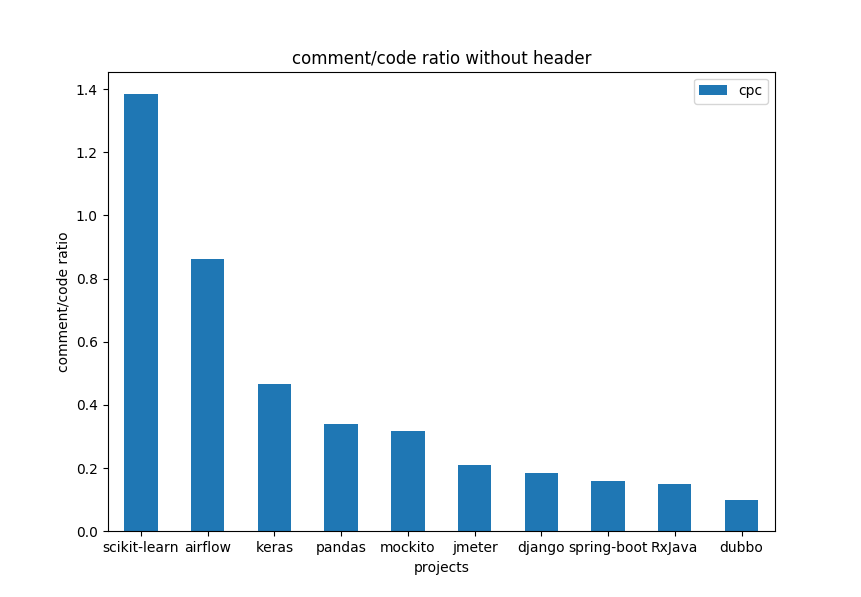 comment/code ratio without header
cpc
comment/code ratio
1.4
1.2
1.0
0.8
0.6
0.4
0.2
0.0
scikit-learn airflow keras pandas mockito jmeter django spring-boot RxJava dubbo
projects